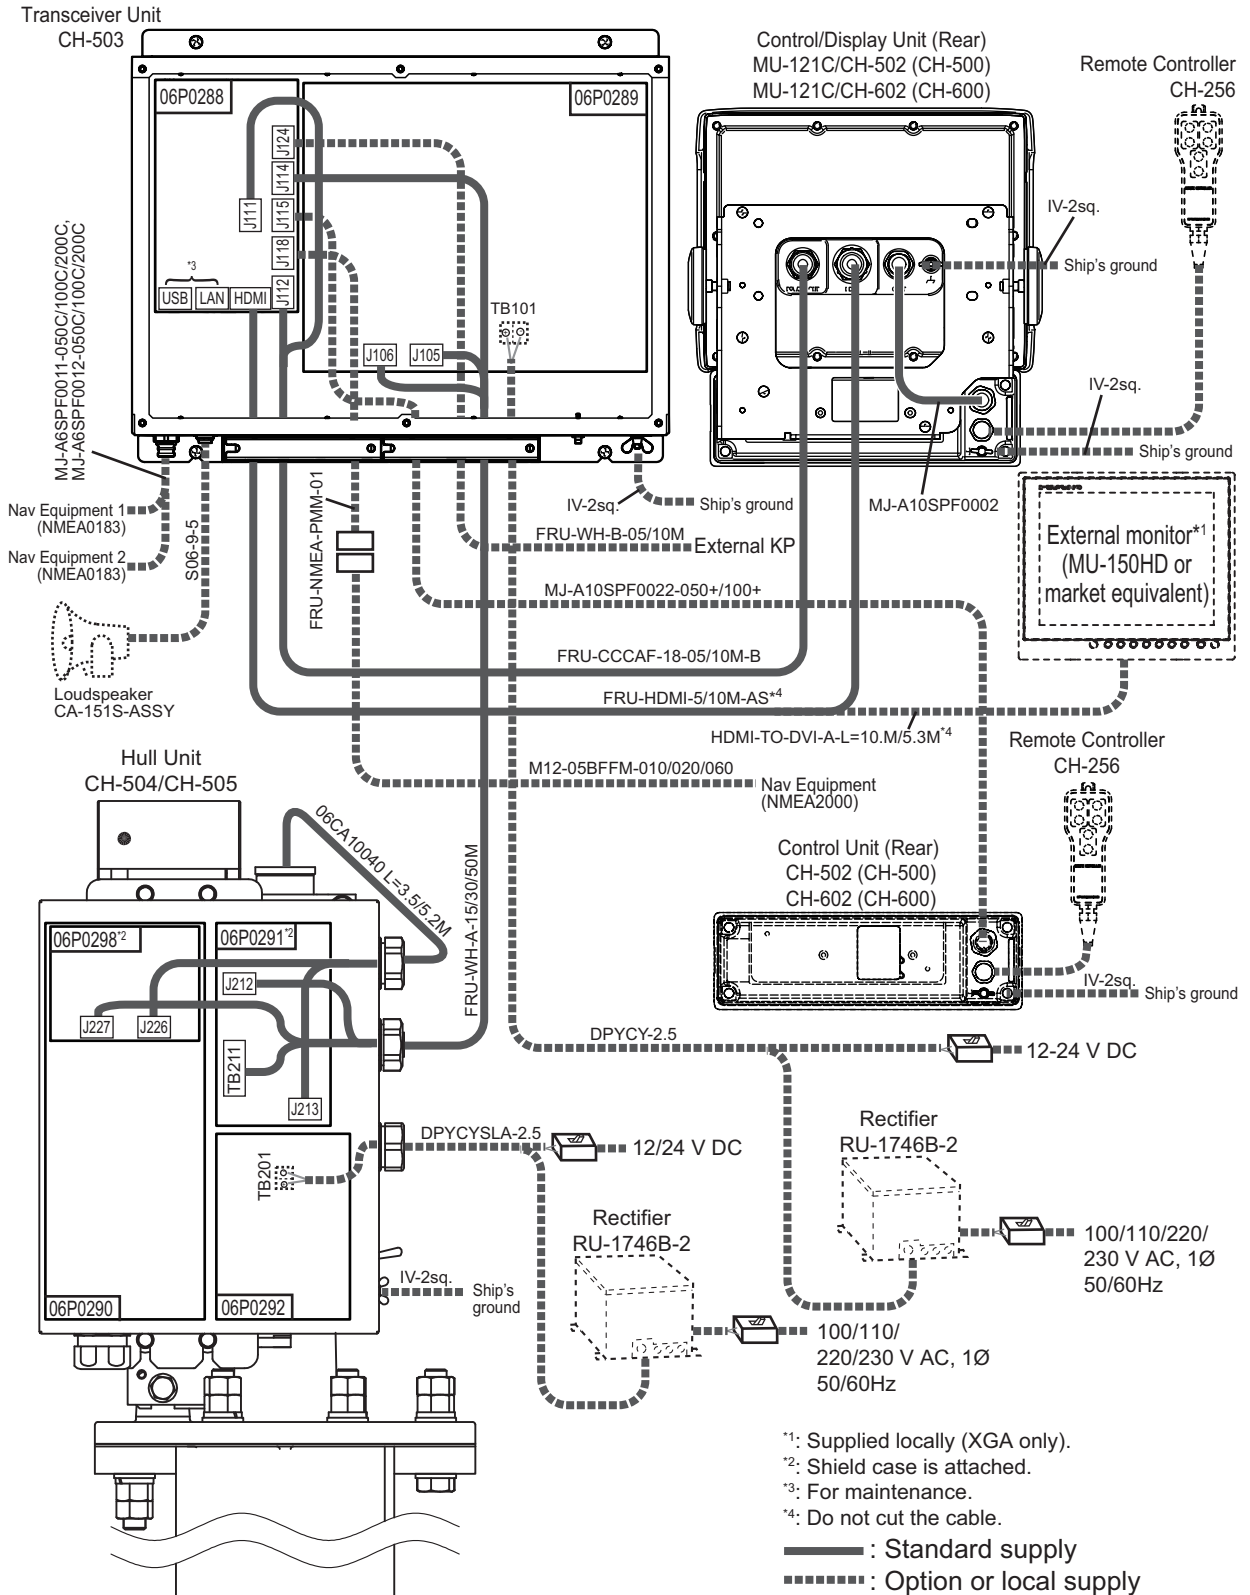 Transceiver Unit
CH-503
06P0288
06P0289
J124
J114
J115
J118
J112
J111
*3
USB
LAN
HDMI
TB101
J106
J105
Control/Display Unit (Rear)
MU-121C/CH-502 (CH-500)
MU-121C/CH-602 (CH-600)
Remote Controller
CH-256
IV-2sq.
Ship's ground
IV-2sq.
Ship's ground
MJ-A10SPF0002
MJ-A6SPF0011-050C/100C/200C,
MJ-A6SPF0012-050C/100C/200C
Nav Equipment 1
(NMEA0183)
Nav Equipment 2
(NMEA0183)
S06-9-5
FRU-NMEA-PMM-01
IV-2sq.
Ship's ground
FRU-WH-B-05/10M
External KP
MJ-A10SPF0022-050+/100+
External monitor*1
(MU-150HD or
market equivalent)
Loudspeaker
CA-151S-ASSY
FRU-CCCAF-18-05/10M-B
FRU-HDMI-5/10M-AS*4
HDMI-TO-DVI-A-L=10.M/5.3M*4
M12-05BFFM-010/020/060
Nav Equipment
(NMEA2000)
Hull Unit
CH-504/CH-505
06CA10040 L=3.5/5.2M
FRU-WH-A-15/30/50M
Remote Controller
CH-256
Control Unit (Rear)
CH-502 (CH-500)
CH-602 (CH-600)
IV-2sq.
Ship's ground
06P0298*2
06P0291*2
J212
J227
J226
TB211
J213
DPYCY-2.5
12-24 V DC
DPYCYSLA-2.5
12/24 V DC
TB201
Rectifier
RU-1746B-2
100/110/220/
230 V AC, 1Ø
50/60Hz
Rectifier
RU-1746B-2
100/110/
220/230 V AC, 1Ø
50/60Hz
IV-2sq.
Ship's
ground
06P0290
06P0292
*1: Supplied locally (XGA only).
*2: Shield case is attached.
*3: For maintenance.
*4: Do not cut the cable.
: Standard supply
: Option or local supply